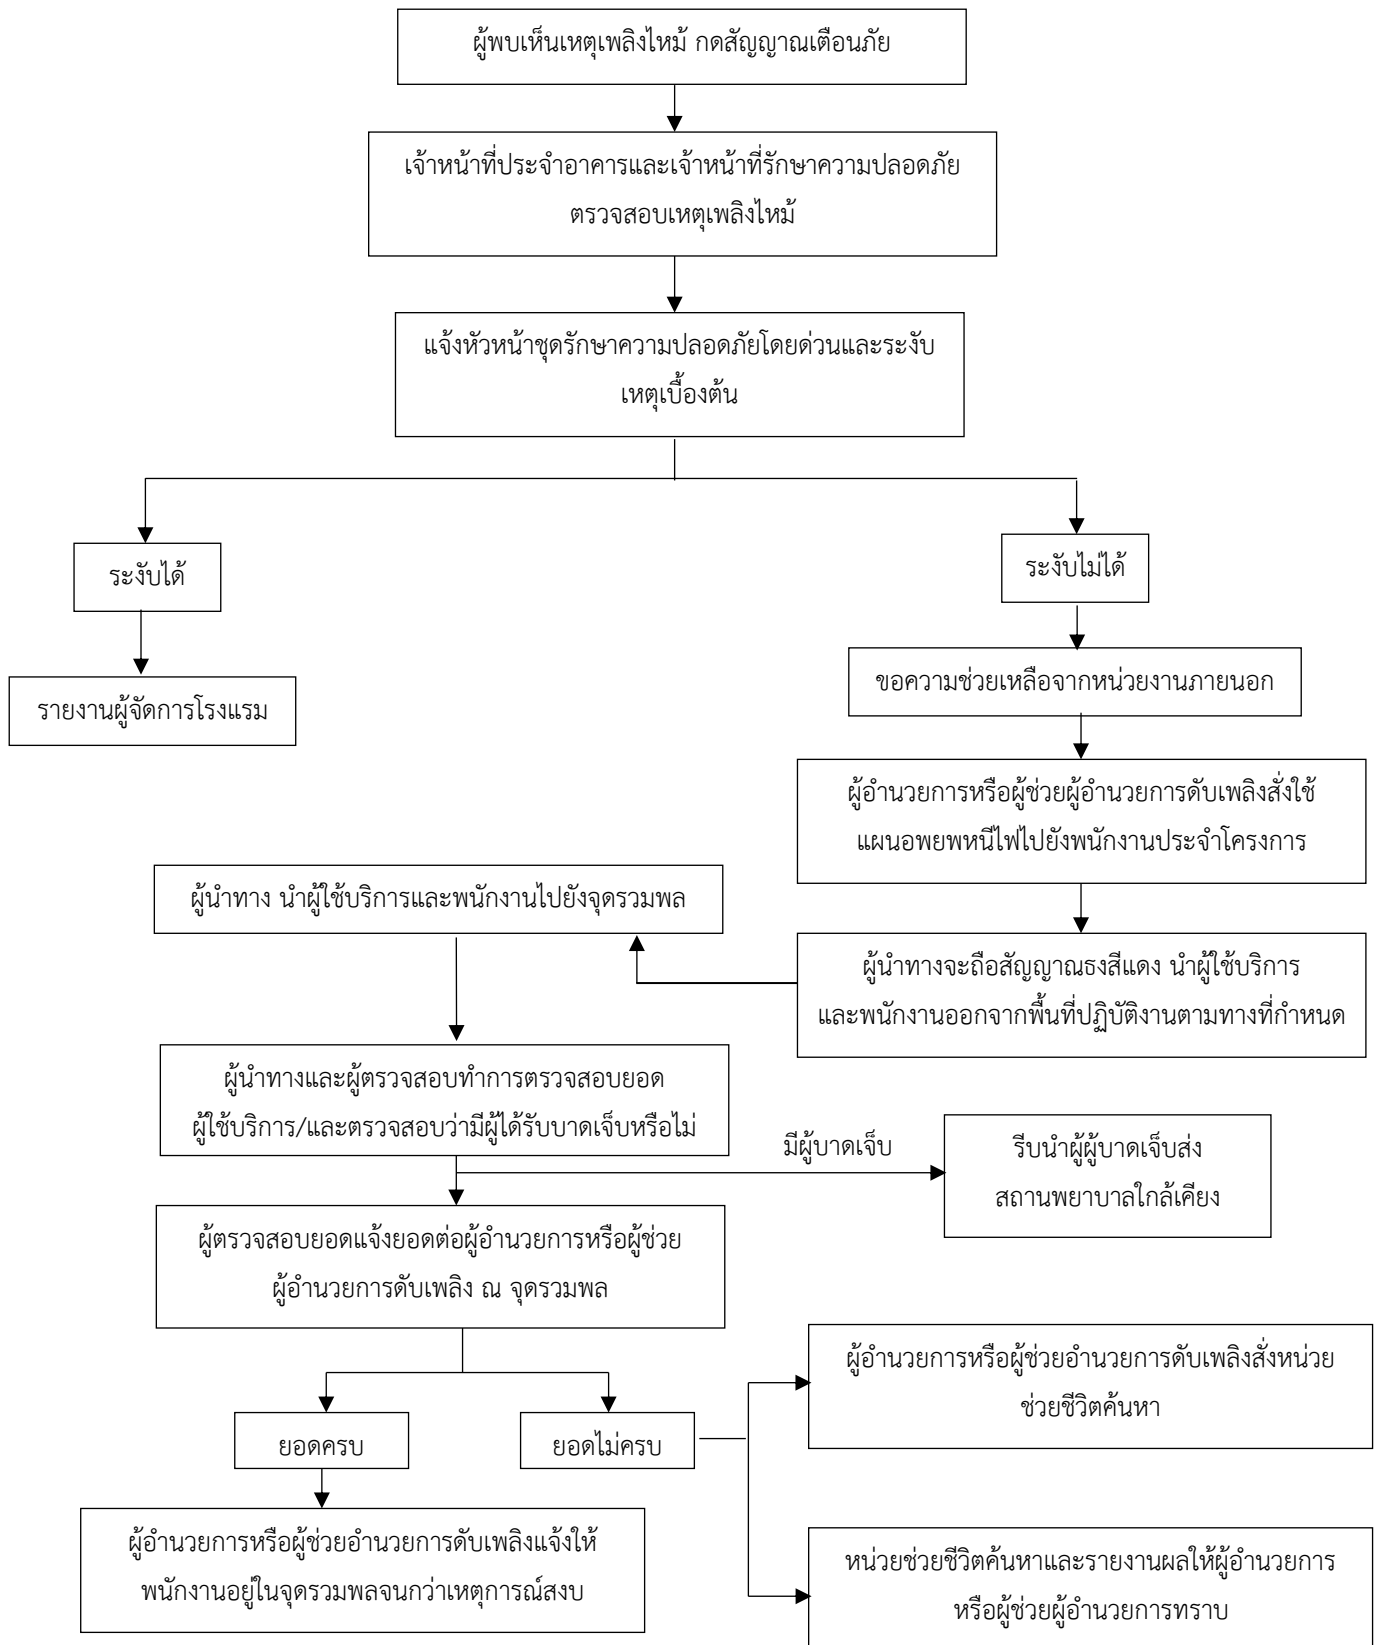 ผู้พบเห็นเหตุเพลิงไหม้ กดสัญญาณเตือนภัย
เจ้าหน้าที่ประจำอาคารและเจ้าหน้าที่รักษาความปลอดภัย
ตรวจสอบเหตุเพลิงไหม้
แจ้งหัวหน้าชุดรักษาความปลอดภัยโดยด่วนและระงับ
เหตุเบื้องต้น
ระงับได้
ระงับไม่ได้
รายงานผู้จัดการโรงแรม
ขอความช่วยเหลือจากหน่วยงานภายนอก
ผู้อำนวยการหรือผู้ช่วยผู้อำนวยการดับเพลิงสั่งใช้
แผนอพยพหนีไฟไปยังพนักงานประจำโครงการ
ผู้นำทางจะถือสัญญาณธงสีแดง นำผู้ใช้บริการ
และพนักงานออกจากพื้นที่ปฏิบัติงานตามทางที่กำหนด
ผู้นำทาง นำผู้ใช้บริการและพนักงานไปยังจุดรวมพล
ผู้นำทางและผู้ตรวจสอบทำการตรวจสอบยอด
ผู้ใช้บริการ/และตรวจสอบว่ามีผู้ได้รับบาดเจ็บหรือไม่
มีผู้บาดเจ็บ
รีบนำผู้ผู้บาดเจ็บส่ง
สถานพยาบาลใกล้เคียง
ผู้ตรวจสอบยอดแจ้งยอดต่อผู้อำนวยการหรือผู้ช่วย
ผู้อำนวยการดับเพลิง ณ จุดรวมพล
ยอดครบ
ยอดไม่ครบ
ผู้อำนวยการหรือผู้ช่วยอำนวยการดับเพลิงสั่งหน่วย
ช่วยชีวิตค้นหา
ผู้อำนวยการหรือผู้ช่วยอำนวยการดับเพลิงแจ้งให้
พนักงานอยู่ในจุดรวมพลจนกว่าเหตุการณ์สงบ
หน่วยช่วยชีวิตค้นหาและรายงานผลให้ผู้อำนวยการ
หรือผู้ช่วยผู้อำนวยการทราบ